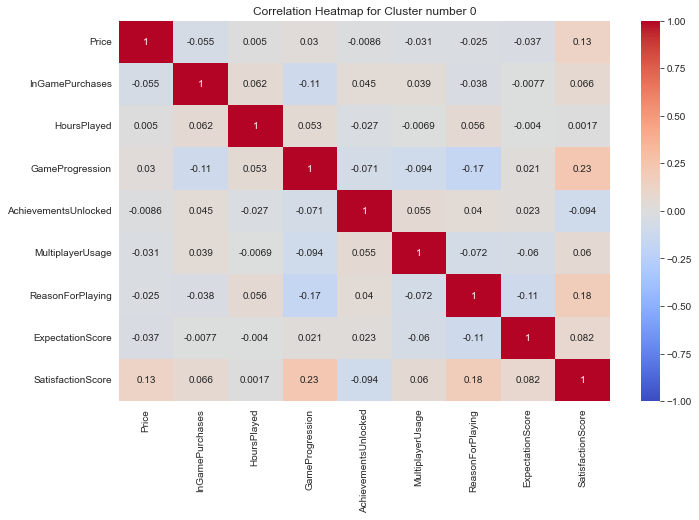 Correlation Heatmap for Cluster number 0
Price 1 -0.055 0.005 0.03 -0.0086 -0.031 -0.025 -0.037 0.13
InGamePurchases -0.055 1 0.062 -0.11 0.045 0.039 -0.038 -0.0077 0.066
HoursPlayed 0.005 0.062 1 0.053 -0.027 -0.0069 0.056 -0.004 0.0017
GameProgression 0.03 -0.11 0.053 1 -0.071 -0.094 -0.17 0.021 0.23
AchievementsUnlocked -0.0086 0.045 -0.027 -0.071 1 0.055 0.04 0.023 -0.094
MultiplayerUsage -0.031 0.039 -0.0069 -0.094 0.055 1 -0.072 -0.06 0.06
ReasonForPlaying -0.025 -0.038 0.056 -0.17 0.04 -0.072 1 -0.11 0.18
ExpectationScore -0.037 -0.0077 -0.004 0.021 0.023 -0.06 -0.11 1 0.082
SatisfactionScore 0.13 0.066 0.0017 0.23 -0.094 0.06 0.18 0.082 1
Price
InGamePurchases
HoursPlayed
GameProgression
AchievementsUnlocked
MultiplayerUsage
ReasonForPlaying
ExpectationScore
SatisfactionScore
1.00
0.75
0.50
0.25
0.00
-0.25
-0.50
-0.75
-1.00